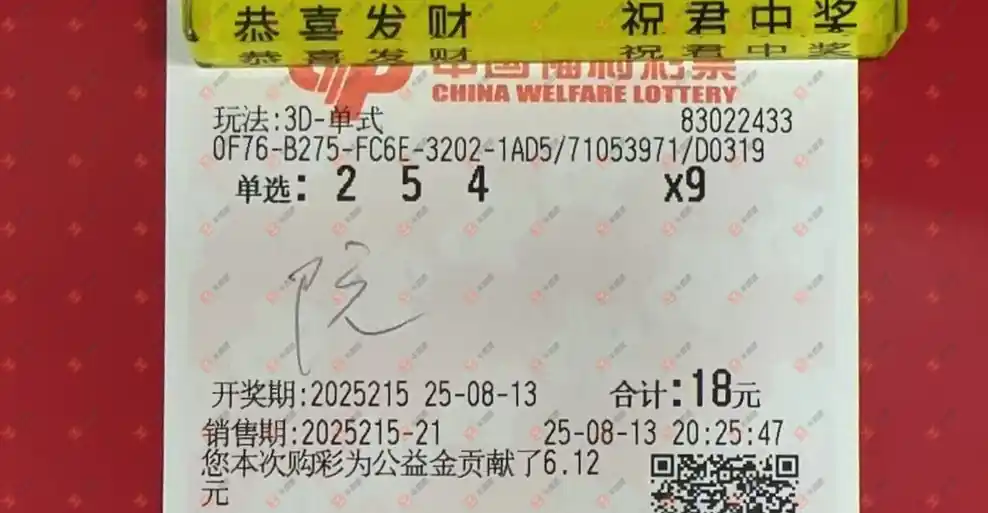 恭喜发财 祝君中奖
恭喜发财 祝君中奖
中国福利彩票
CHINA WELFARE LOTTERY
玩法:3D-单式 83022433
0F76-B275-FC6E-3202-1AD5/71053971/D0319
单选: 2 5 4 x9
院
开奖期:2025215 25-08-13 合计:18元
销售期:2025215-21 25-08-13 20:25:47
您本次购彩为公益金贡献了6.12
元